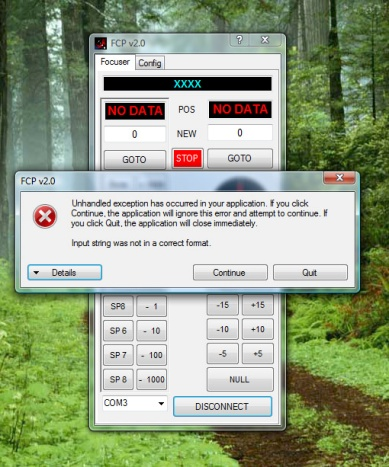 FCP v2.0
Focuser Config
XXXX
NO DATA POS NO DATA
0 NEW 0
GOTO STOP GOTO
FCP v2.0
Unhandled exception has occurred in your application. If you click
Continue, the application will ignore this error and attempt to continue. If
you click Quit, the application will close immediately.
Input string was not in a correct format.
Details Continue Quit
SP6 - 1 -15 +15
SP 6 - 10 -10 +10
SP 7 - 100 -5 +5
SP 8 - 1000 NULL
COM3 DISCONNECT